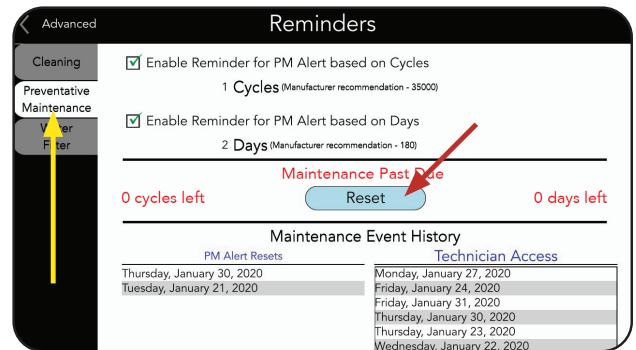 Advanced
Reminders
Cleaning
Preventative
Maintenance
Water
Filter
Enable Reminder for PM Alert based on Cycles
1 Cycles (Manufacturer recommendation - 35000)
Enable Reminder for PM Alert based on Days
2 Days (Manufacturer recommendation - 180)
Maintenance Past Due
0 cycles left
Reset
0 days left
Maintenance Event History
PM Alert Resets
Thursday, January 30, 2020
Tuesday, January 21, 2020
Technician Access
Monday, January 27, 2020
Friday, January 24, 2020
Friday, January 31, 2020
Thursday, January 30, 2020
Thursday, January 23, 2020
Wednesday, January 22, 2020